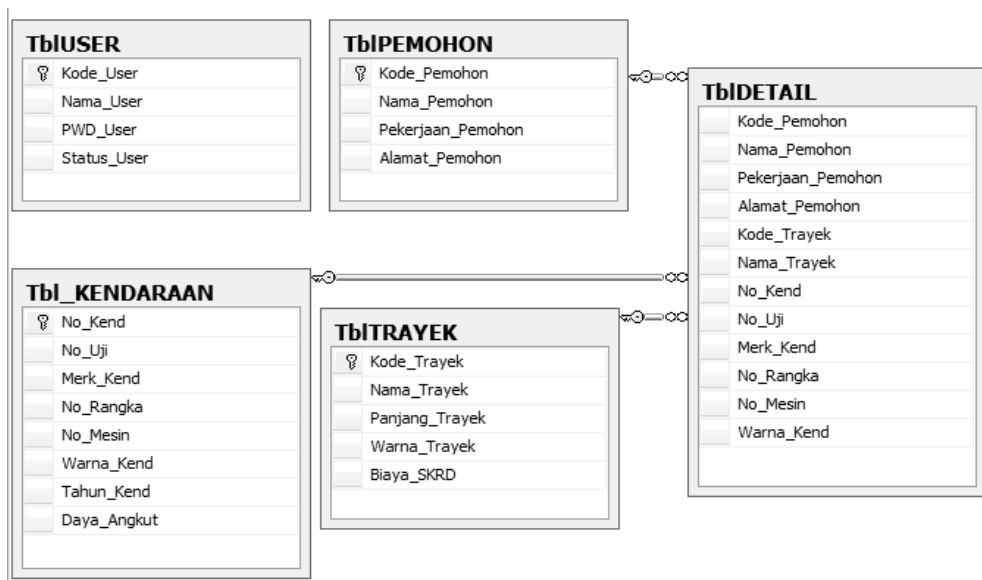 TblUSER
Kode_User
Nama_User
PWD_User
Status_User
TblPEMOHON
Kode_Pemohon
Nama_Pemohon
Pekerjaan_Pemohon
Alamat_Pemohon
TblDETAIL
Kode_Pemohon
Nama_Pemohon
Pekerjaan_Pemohon
Alamat_Pemohon
Kode_Trayek
Nama_Trayek
No_Kend
No_Uji
Merk_Kend
No_Rangka
No_Mesin
Warna_Kend
Tbl_KENDARAAN
No_Kend
No_Uji
Merk_Kend
No_Rangka
No_Mesin
Warna_Kend
Tahun_Kend
Daya_Angkut
TblTRAYEK
Kode_Trayek
Nama_Trayek
Panjang_Trayek
Warna_Trayek
Biaya_SKRD